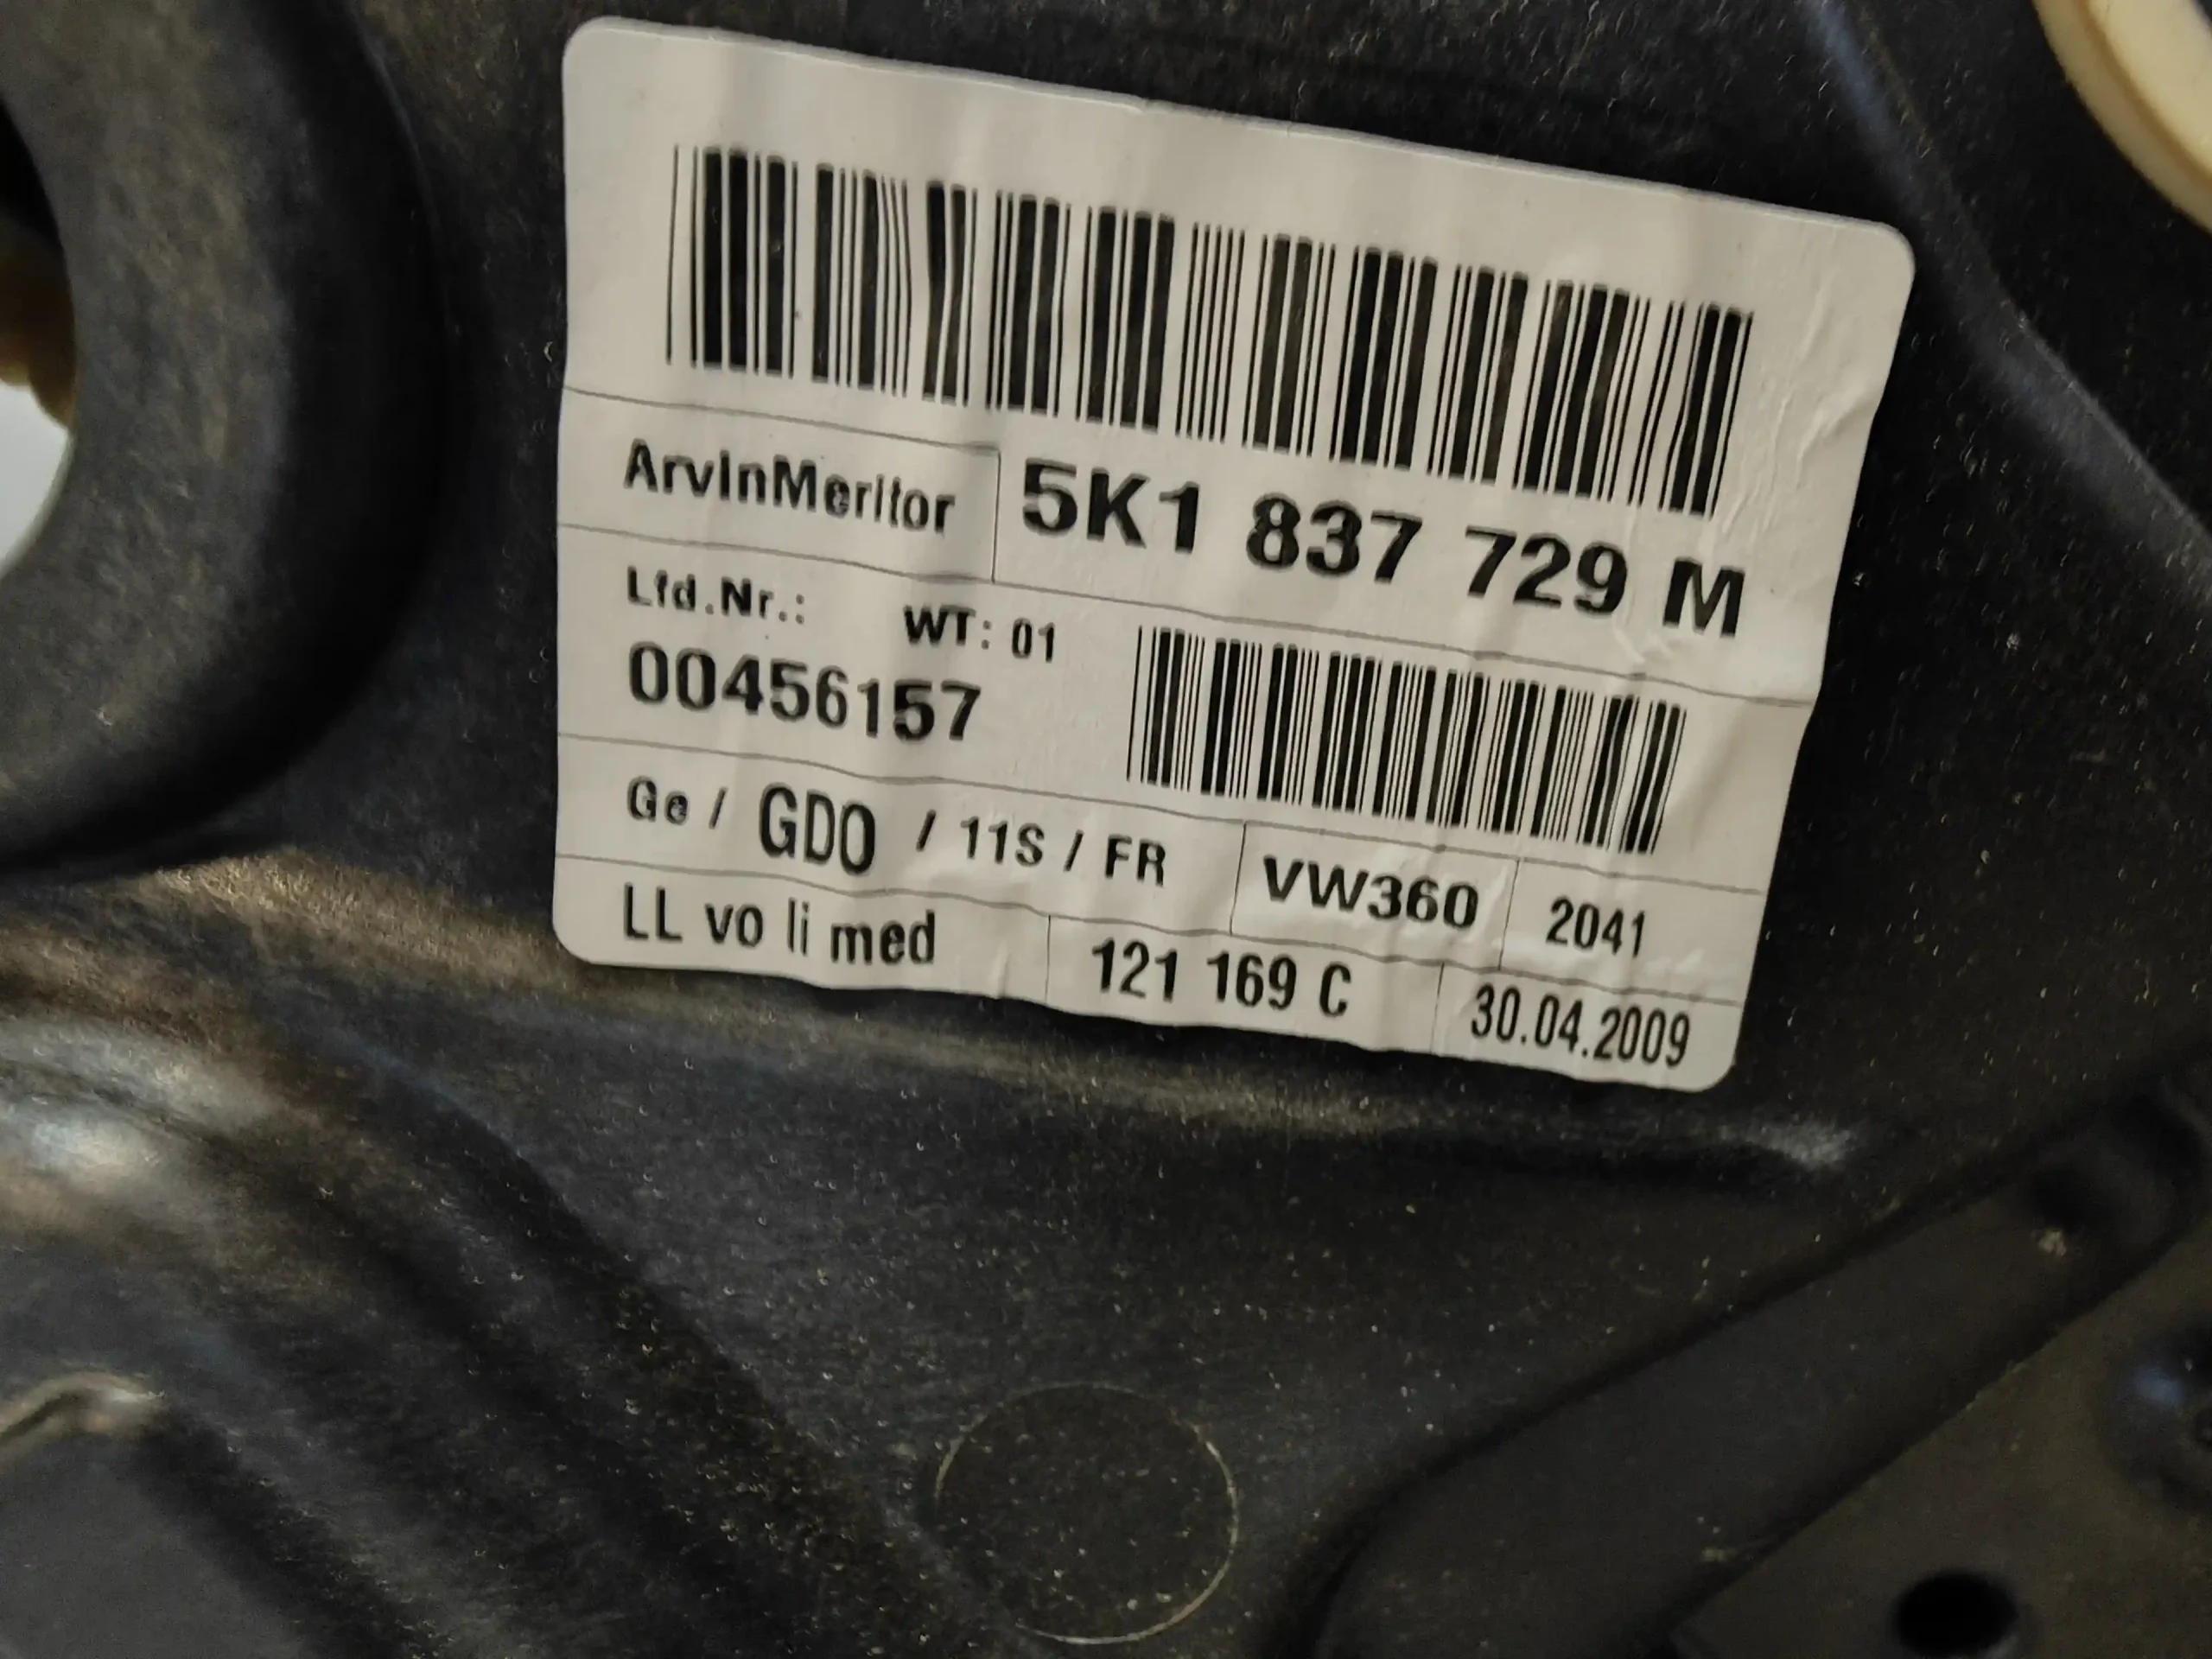 ArvinMeritor 5K1 837 729 M
Lfd.Nr.: WT: 01
00456157
Ge / GDO / 11S / FR VW360 2041
LL vo li med 121 169 C 30.04.2009